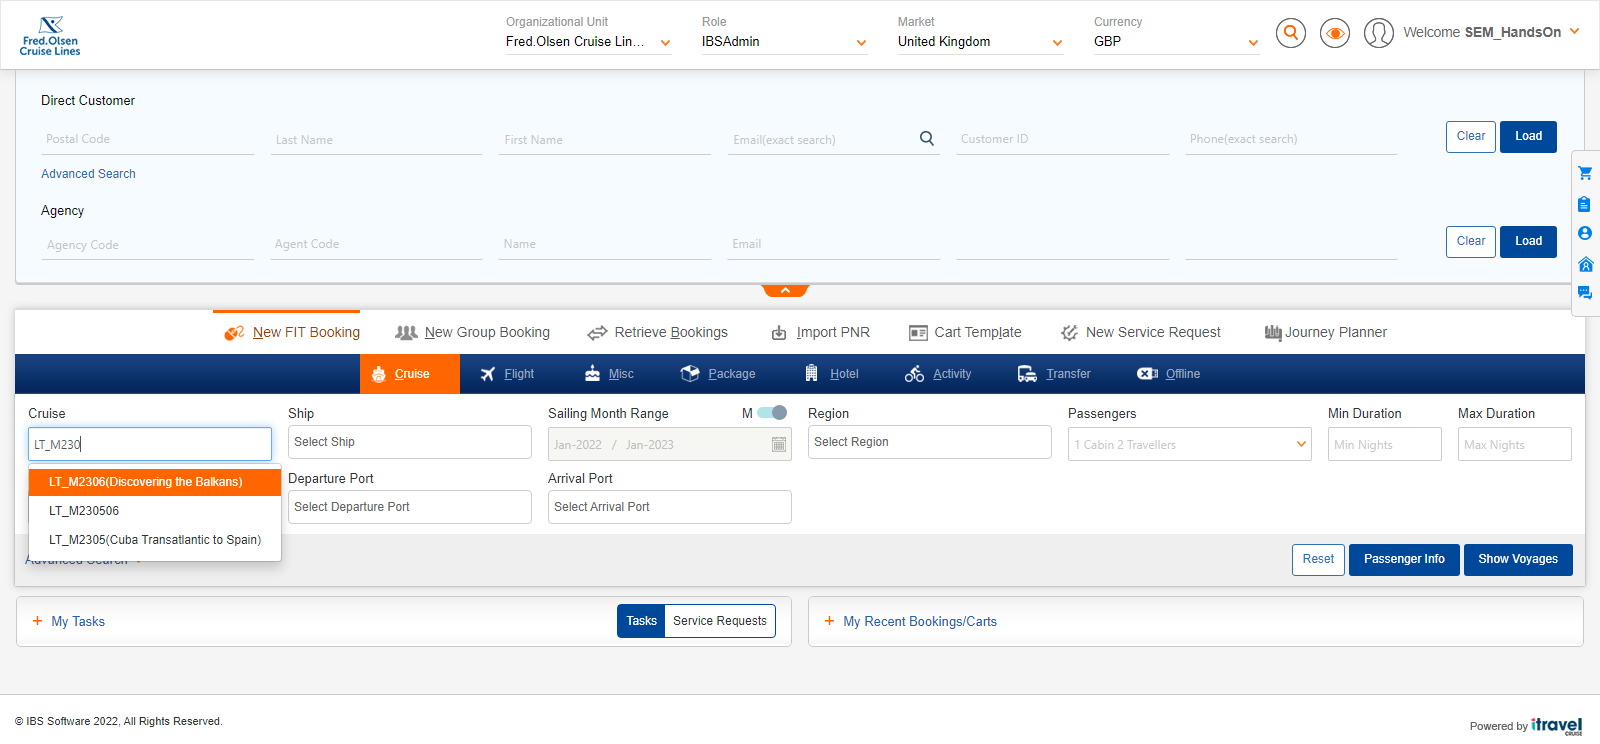 Fred.Olsen
Cruise Lines
Organizational Unit
Fred.Olsen Cruise Lin...
Role
IBSAdmin
Market
United Kingdom
Currency
GBP
Welcome SEM_HandsOn
Direct Customer
Postal Code
Last Name
First Name
Email(exact search)
Customer ID
Phone(exact search)
Clear
Load
Advanced Search
Agency
Agency Code
Agent Code
Name
Email
Clear
Load
New FIT Booking
New Group Booking
Retrieve Bookings
Import PNR
Cart Template
New Service Request
Journey Planner
Cruise
Flight
Misc
Package
Hotel
Activity
Transfer
Offline
Cruise
Ship
Sailing Month Range
M
Region
Passengers
Min Duration
Max Duration
LT_M230
Select Ship
Jan-2022 / Jan-2023
Select Region
1 Cabin 2 Travellers
Min Nights
Max Nights
LT_M2306(Discovering the Balkans)
LT_M230506
LT_M2305(Cuba Transatlantic to Spain)
Departure Port
Arrival Port
Select Departure Port
Select Arrival Port
Advanced Search
Reset
Passenger Info
Show Voyages
+ My Tasks
Tasks
Service Requests
+ My Recent Bookings/Carts
© IBS Software 2022, All Rights Reserved.
Powered by itravel
CRUISE